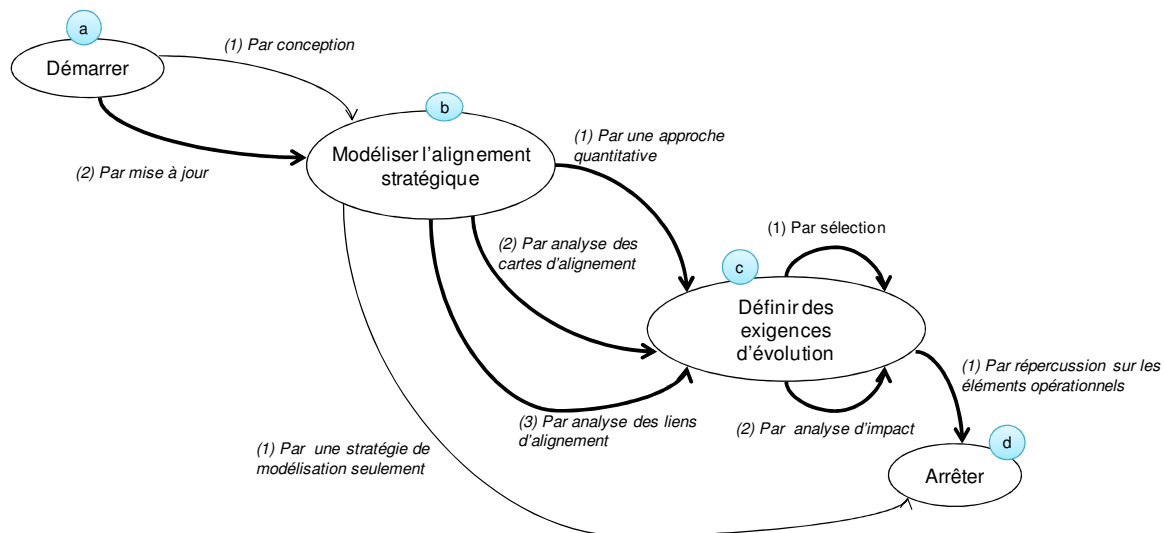 a
Démarrer
(1) Par conception
(2) Par mise à jour
b
Modéliser l'alignement
stratégique
(1) Par une approche
quantitative
(2) Par analyse des
cartes d'alignement
(1) Par sélection
c
Définir des
exigences
d'évolution
(1) Par répercussion sur les
éléments opérationnels
(3) Par analyse des liens
d'alignement
(2) Par analyse d'impact
(1) Par une stratégie de
modélisation seulement
d
Arrêter